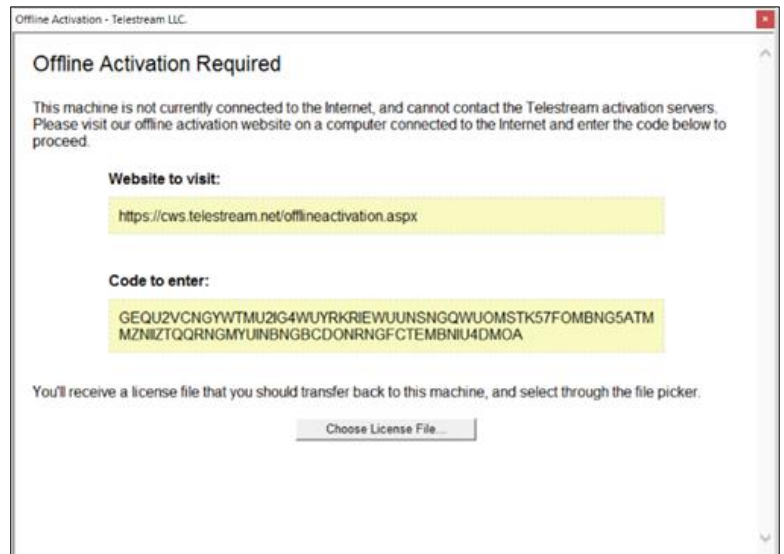 Offline Activation - Telestream LLC.
Offline Activation Required
This machine is not currently connected to the Internet, and cannot contact the Telestream activation servers.
Please visit our offline activation website on a computer connected to the Internet and enter the code below to
proceed.
Website to visit:
https://cws.telestream.net/offlineactivation.aspx
Code to enter:
GEQU2VCNGYWTMU2IG4WUYRKRIEWUUNSNGQWUOMSTK57FOMBNG5ATM
MZNIIZTQQRNGMYUINBNGBCDONRNGFCTEMBNIU4DMOA
You'll receive a license file that you should transfer back to this machine, and select through the file picker.
Choose License File...